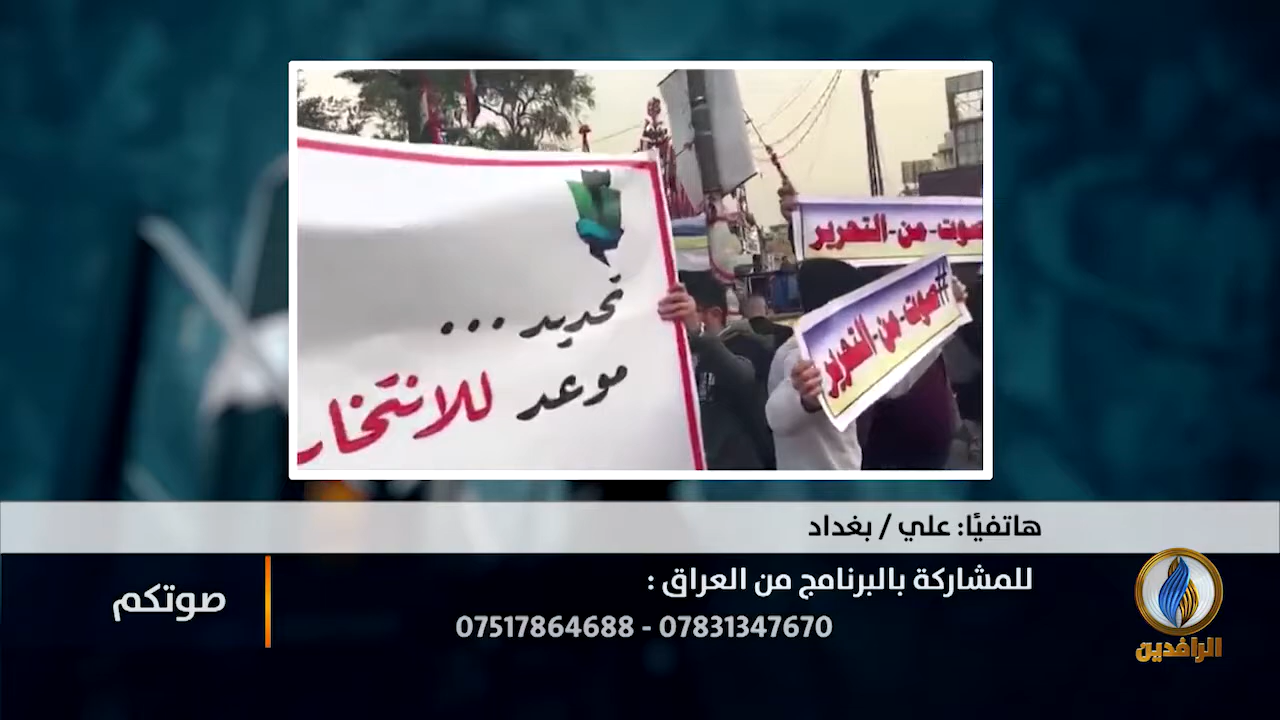 صوت-من-التحرير
#صوت-من-التحرير
تحديد...
موعد للانتخا
هاتفيًا: علي / بغداد
للمشاركة بالبرنامج من العراق :
07517864688 - 07831347670
صوتكم
الرافدين